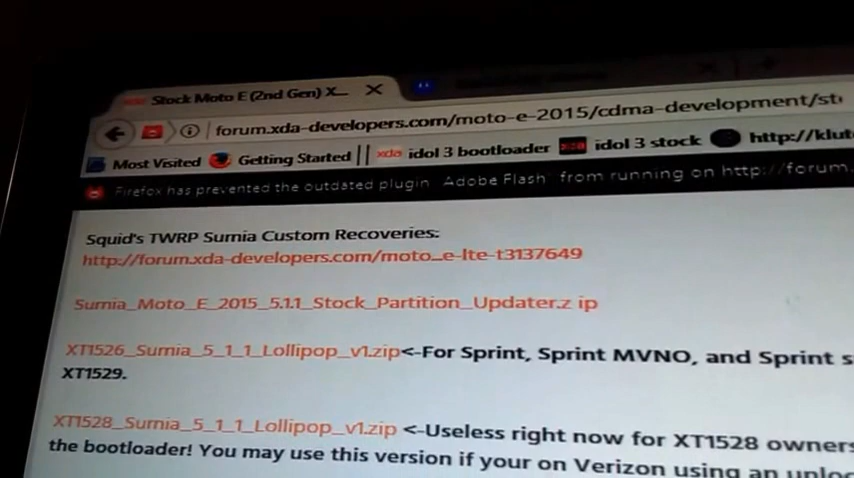 Stock Moto E (2nd Gen) X...
forum.xda-developers.com/moto-e-2015/cdma-development/st
Most Visited Getting Started xda idol 3 bootloader idol 3 stock http://klut
Firefox has prevented the outdated plugin "Adobe Flash" from running on http://forum.
Squid's TWRP Surnia Custom Recoveries:
http://forum.xda-developers.com/moto_e-lte-t3137649
Surnia_Moto_E_2015_5.1.1_Stock_Partition_Updater.z ip
XT1526_Surnia_5_1_1_Lollipop_v1.zip<-For Sprint, Sprint MVNO, and Sprint s
XT1529.
XT1528_Surnia_5_1_1_Lollipop_v1.zip <-Useless right now for XT1528 owners
the bootloader! You may use this version if your on Verizon using an unloc